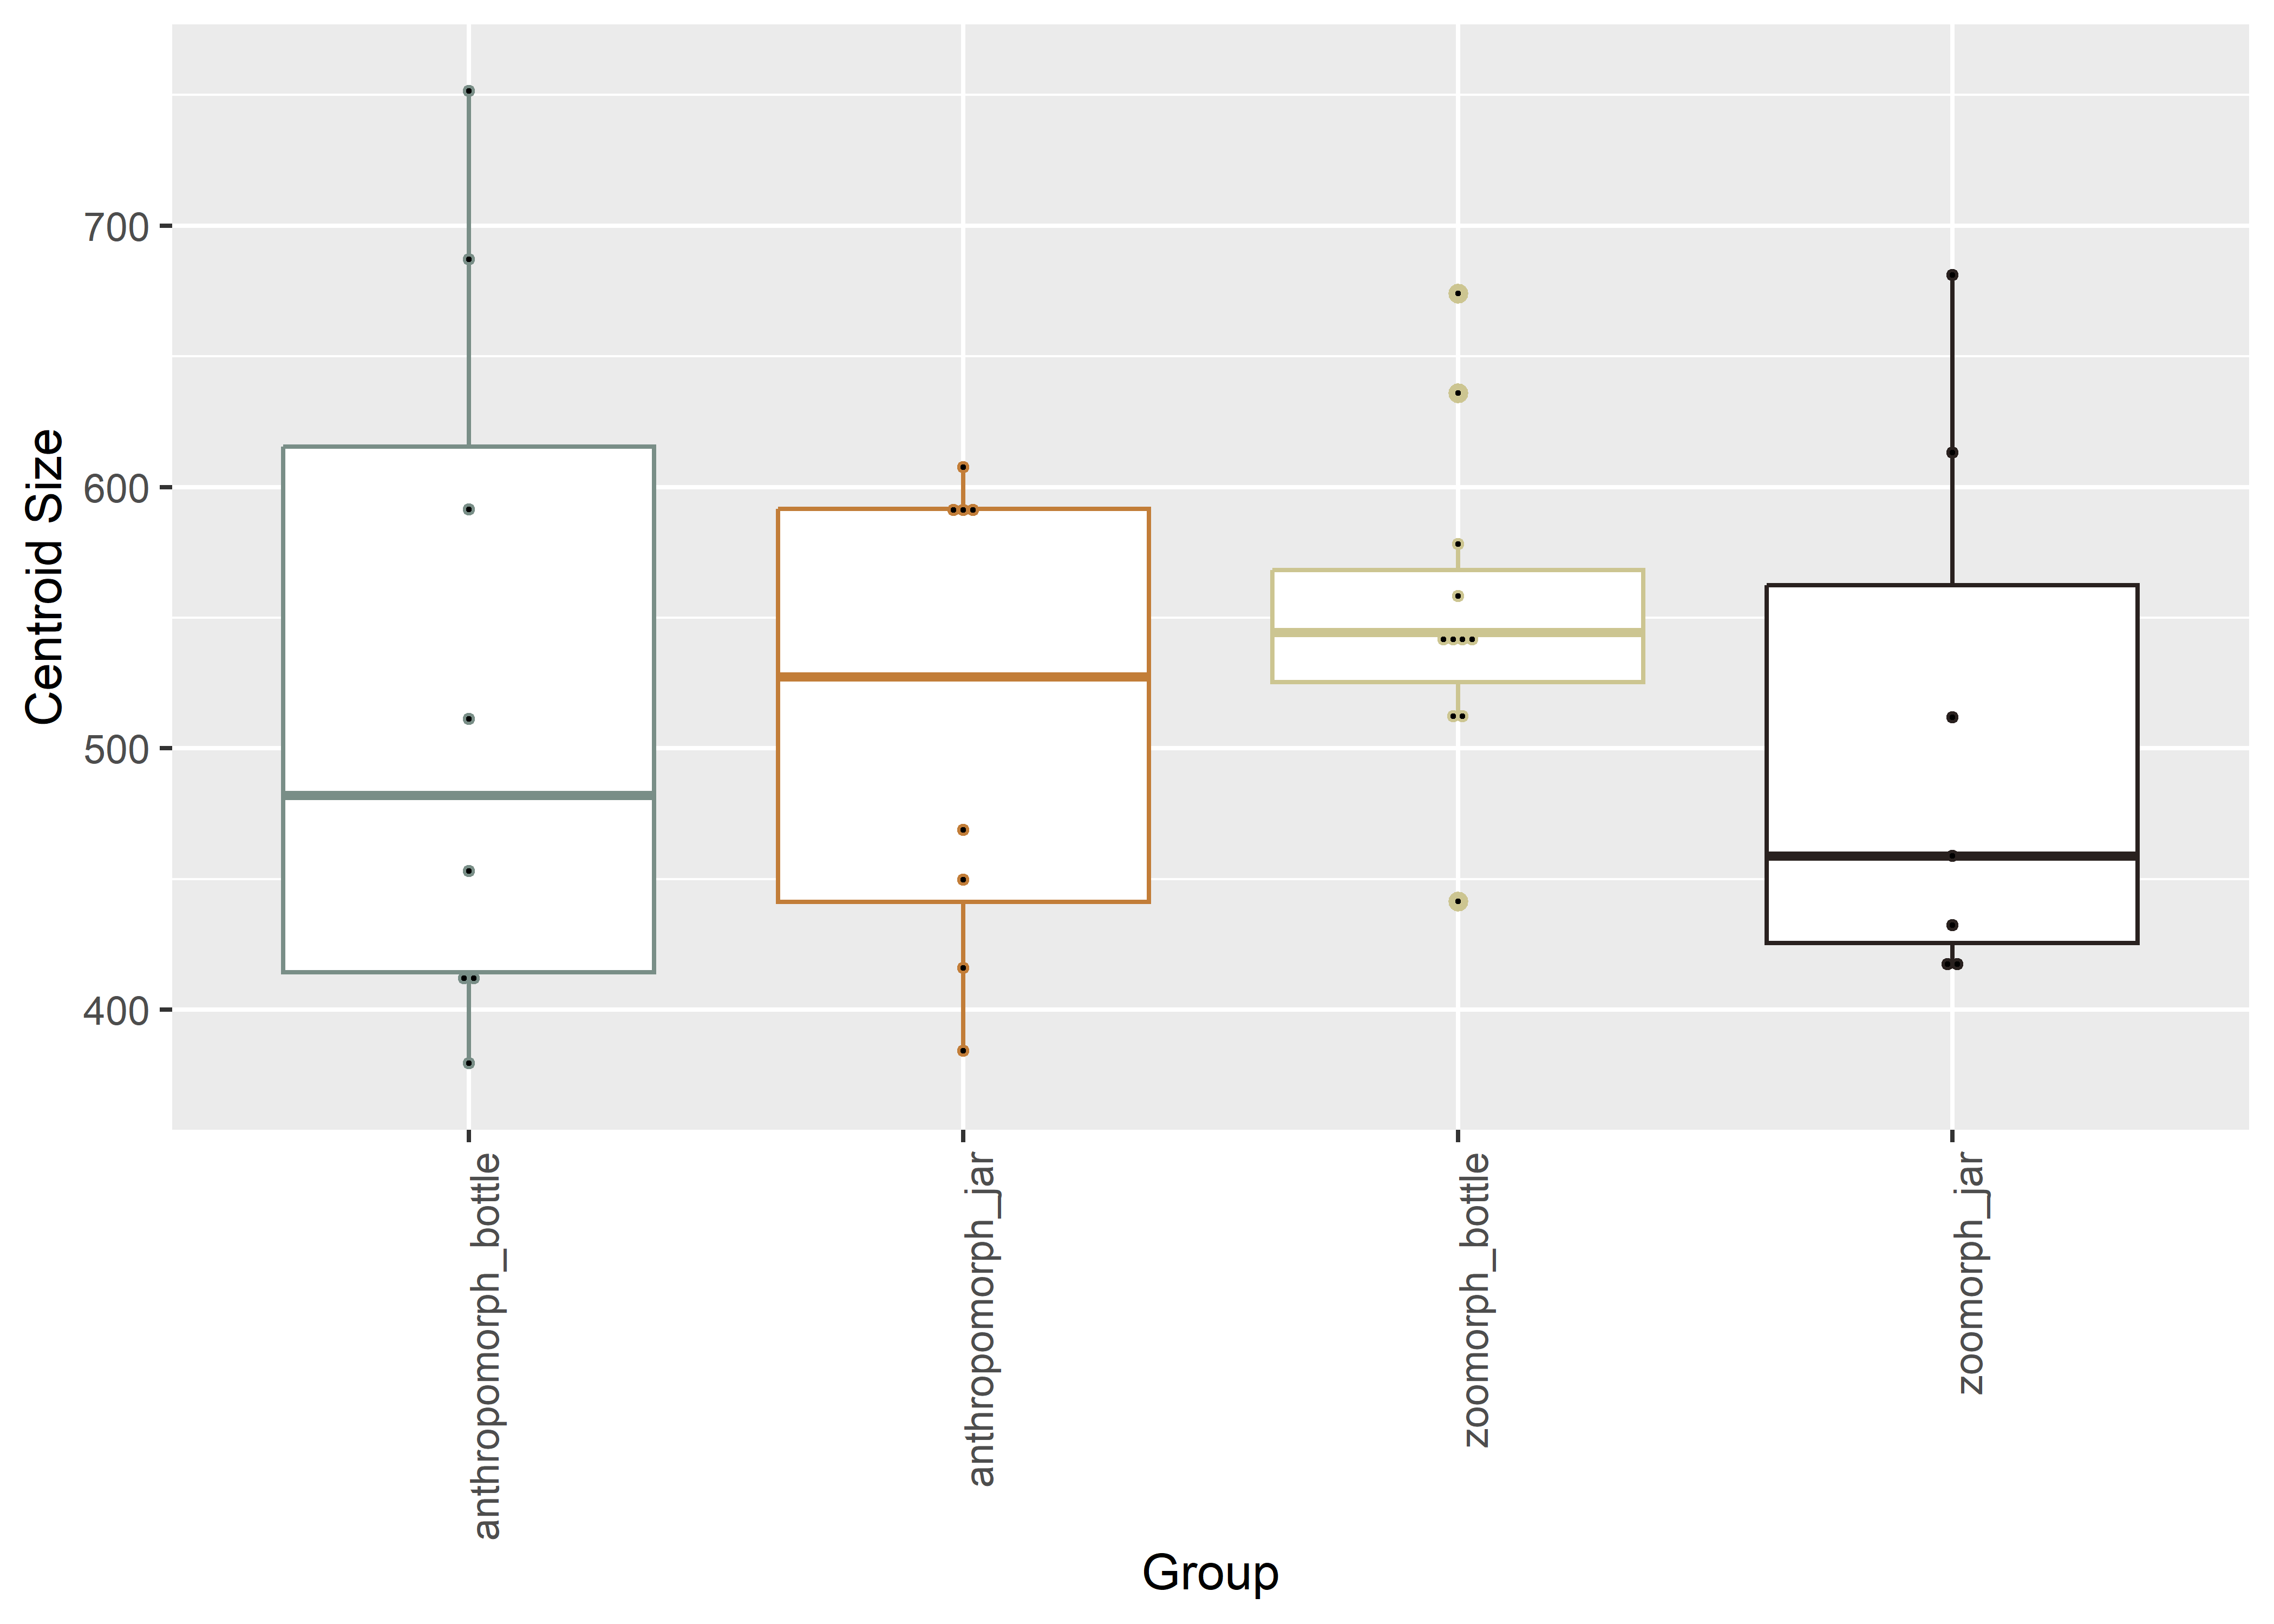 Centroid Size
700
600
500
400
anthropomorph_bottle
anthropomorph_jar
zoomorph_bottle
zoomorph_jar
Group